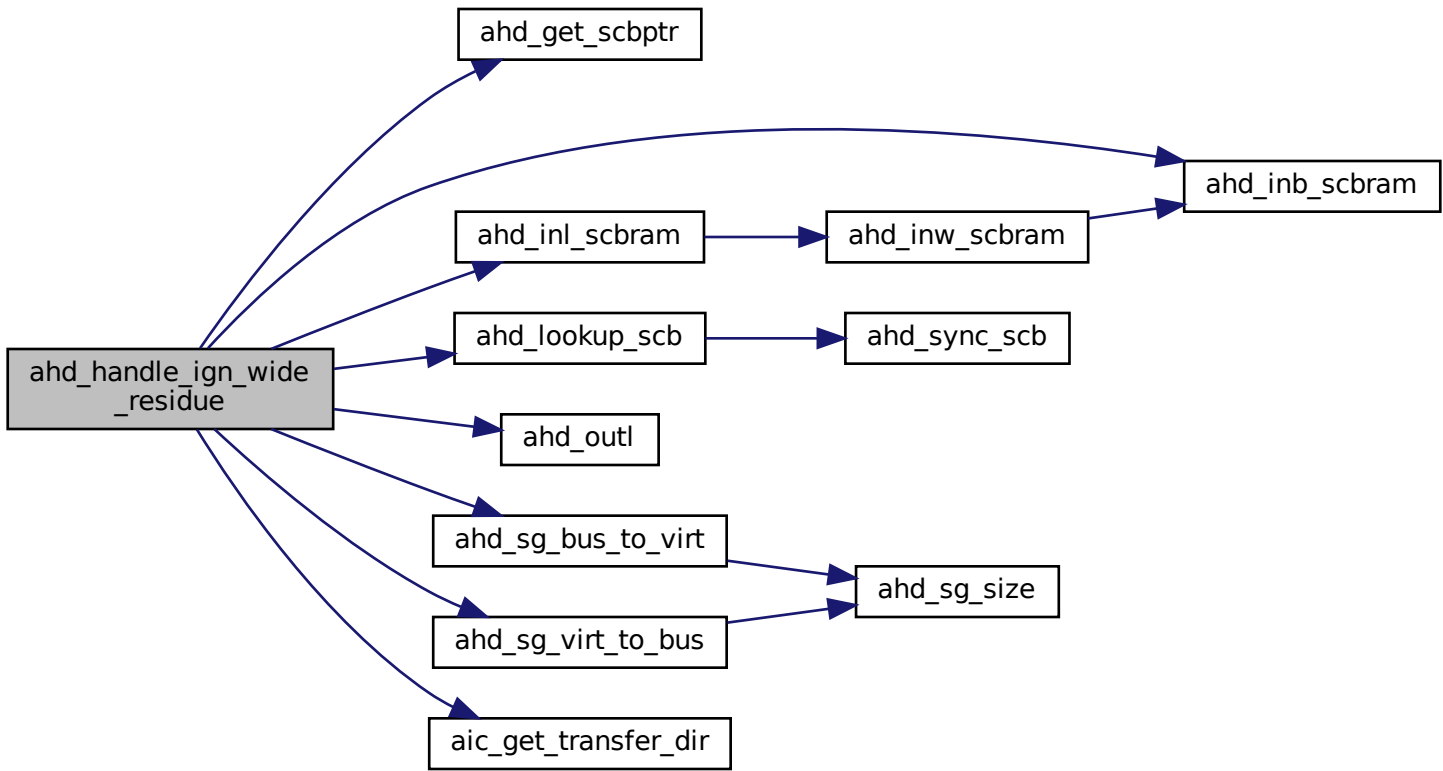 ahd_get_scbptr
ahd_inb_scbram
ahd_inl_scbram
ahd_inw_scbram
ahd_lookup_scb
ahd_sync_scb
ahd_handle_ign_wide
_residue
ahd_outl
ahd_sg_bus_to_virt
ahd_sg_size
ahd_sg_virt_to_bus
aic_get_transfer_dir